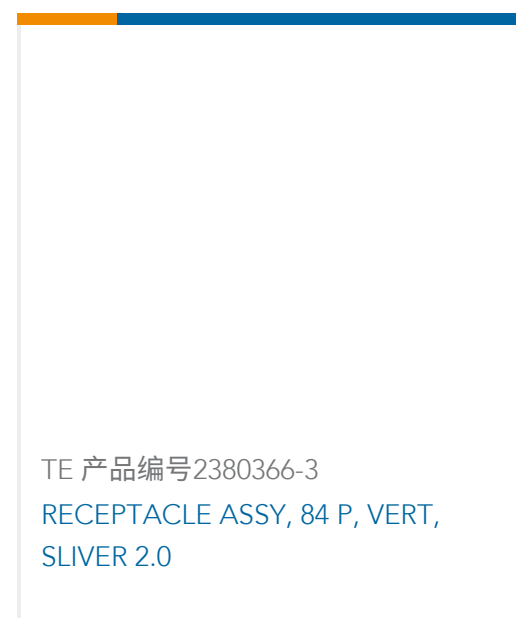 TE 产品编号2380366-3
RECEPTACLE ASSY, 84 P, VERT,
SLIVER 2.0